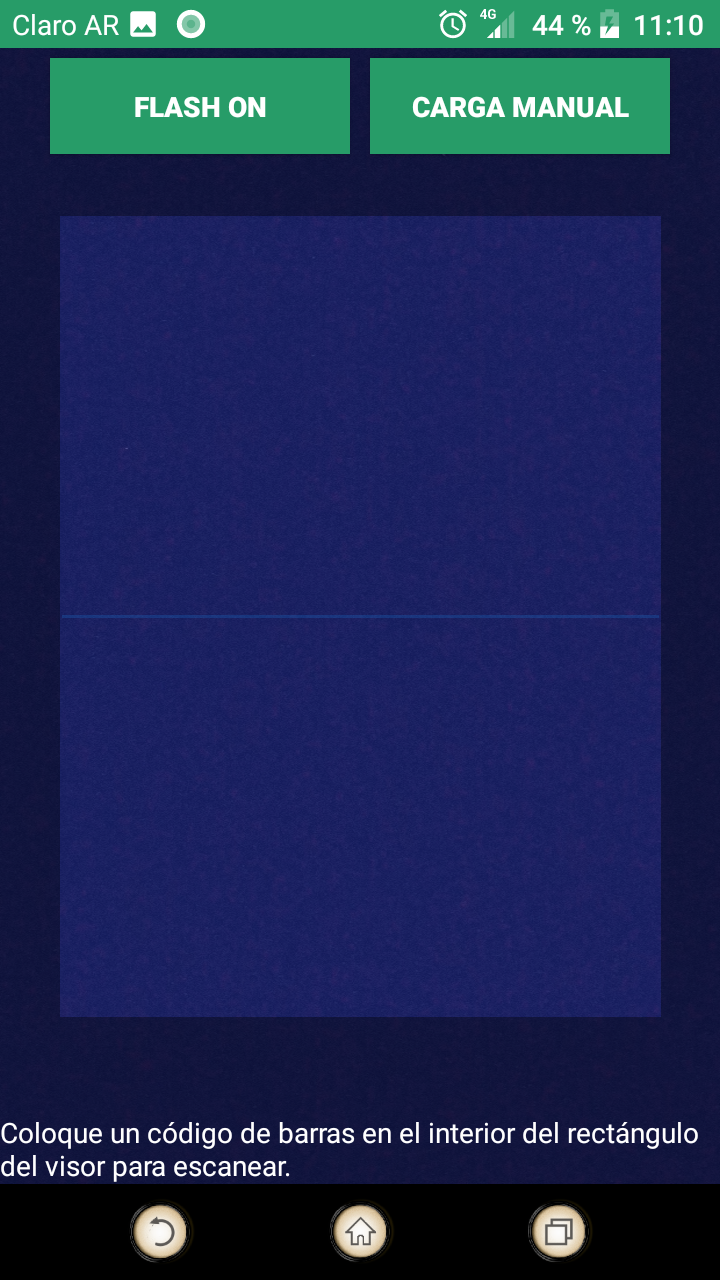 Claro AR 4G 44 % 11:10
FLASH ON CARGA MANUAL
Coloque un código de barras en el interior del rectángulo
del visor para escanear.